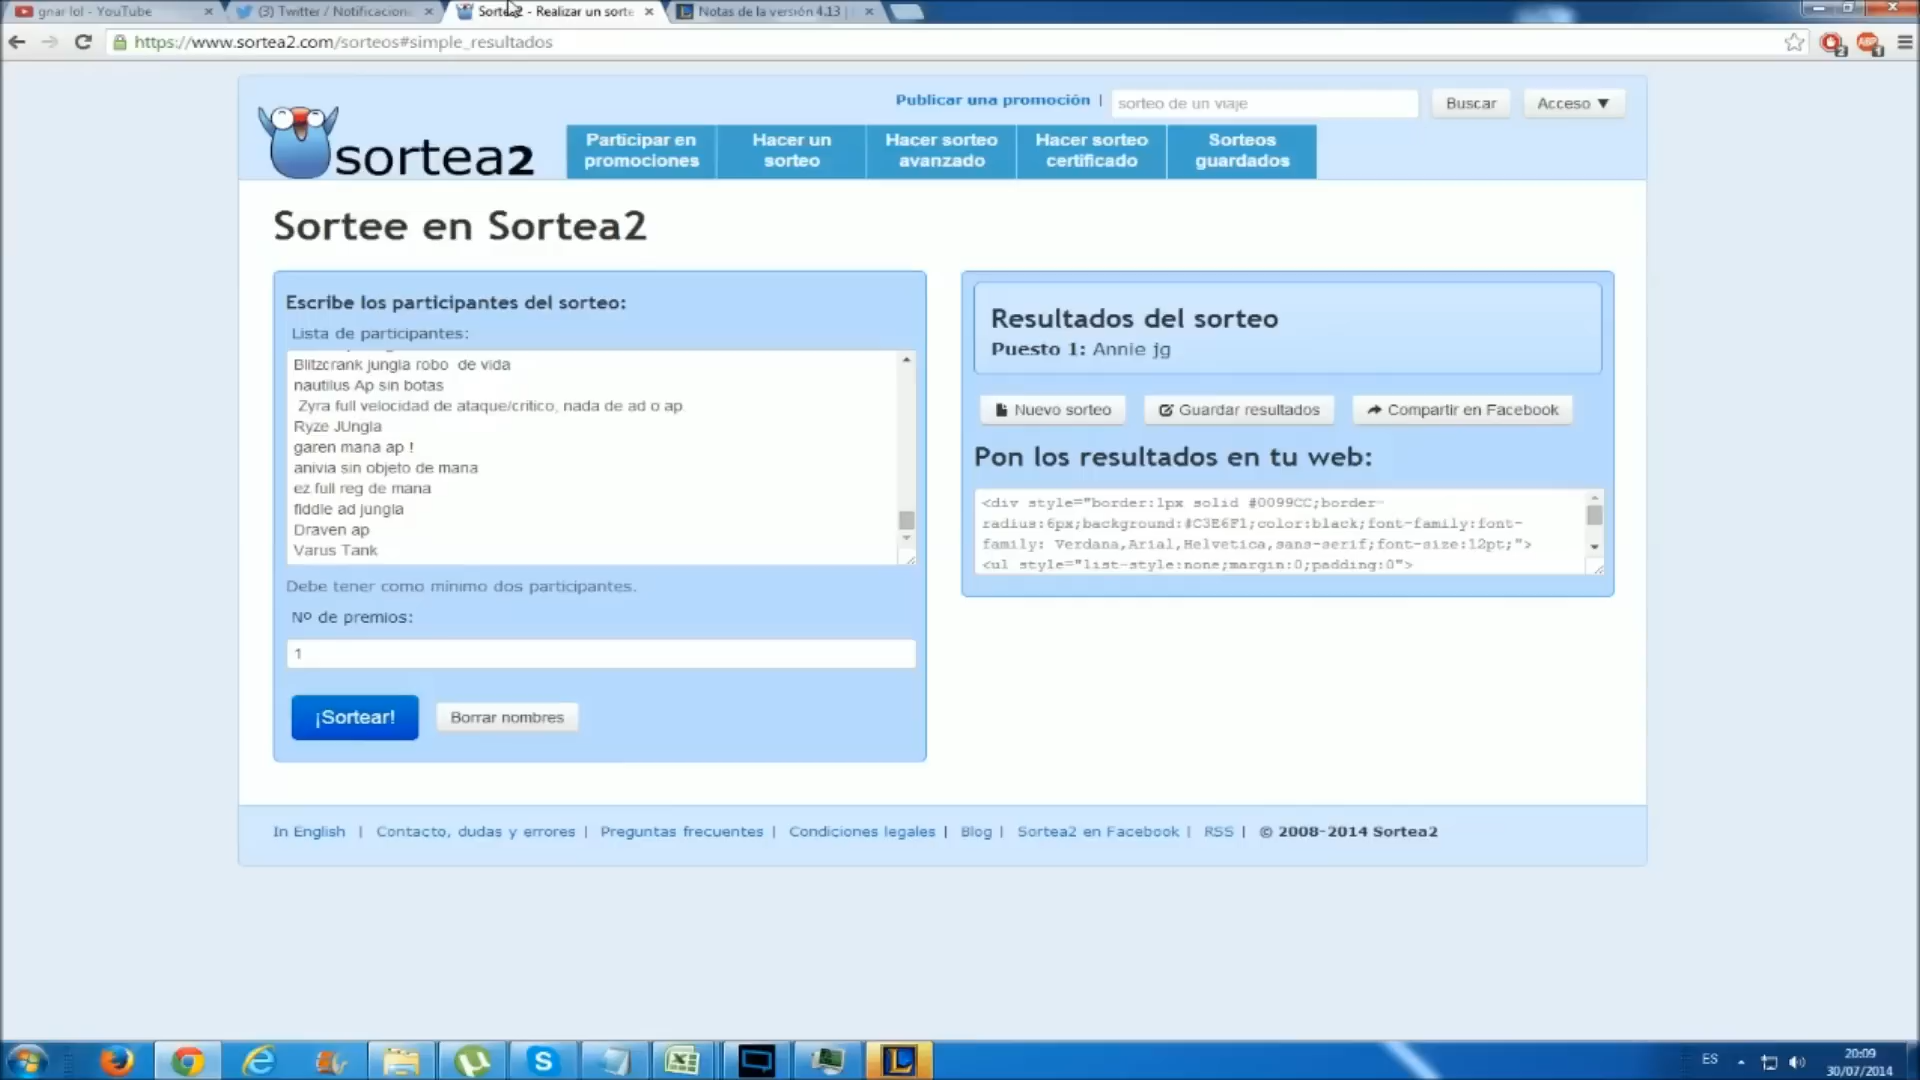 gnar lol - YouTube
(3) Twitter / Notificacion
Sortea2 - Realizar un sorte
Notas de la versión 4.13 |
https://www.sortea2.com/sorteos#simple_resultados
Publicar una promoción |
sorteo de un viaje
Buscar
Acceso ▼
sortea2
Participar en promociones
Hacer un sorteo
Hacer sorteo avanzado
Hacer sorteo certificado
Sorteos guardados
Sortee en Sortea2
Escribe los participantes del sorteo:
Lista de participantes:
Blitzcrank jungla robo  de vida
nautilus Ap sin botas
Zyra full velocidad de ataque/critico, nada de ad o ap
Ryze JUngla
garen mana ap !
anivia sin objeto de mana
ez full reg de mana
fiddle ad jungla
Draven ap
Varus Tank
Debe tener como mínimo dos participantes.
Nº de premios:
1
¡Sortear!
Borrar nombres
Resultados del sorteo
Puesto 1: Annie jg
Nuevo sorteo
Guardar resultados
Compartir en Facebook
Pon los resultados en tu web:
<div style="border:1px solid #0099CC;border-
radius:6px;background:#C3E6F1;color:black;font-family:font-
family: Verdana,Arial,Helvetica,sans-serif;font-size:12pt;">
<ul style="list-style:none;margin:0;padding:0">
In English | Contacto, dudas y errores | Preguntas frecuentes | Condiciones legales | Blog | Sortea2 en Facebook | RSS | © 2008-2014 Sortea2
ES
20:09
30/07/2014